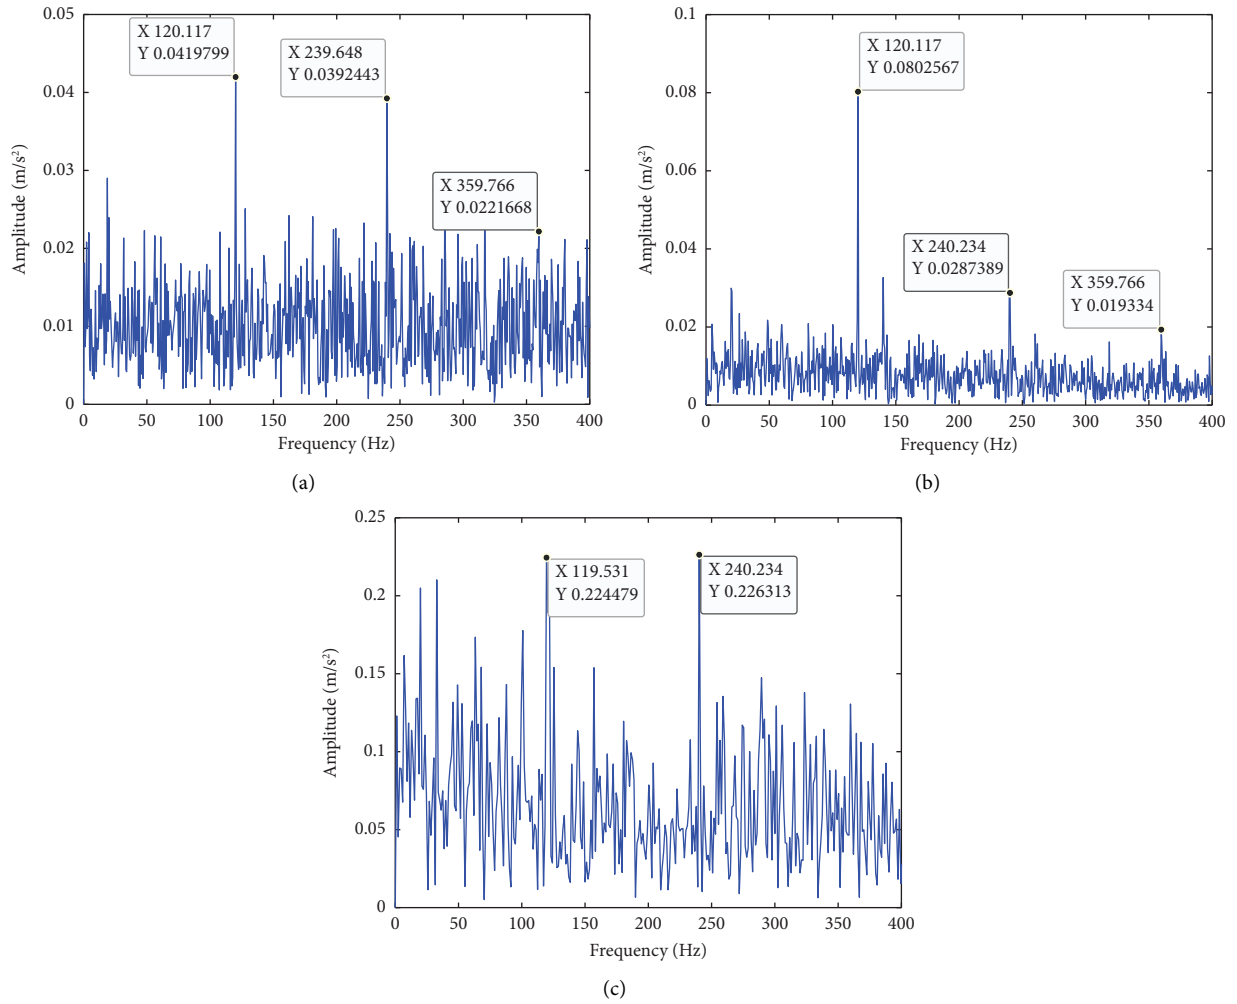 0.05
0.04
0.03
0.02
0.01
0
Amplitude (m/s²)
X 120.117
Y 0.0419799
X 239.648
Y 0.0392443
X 359.766
Y 0.0221668
0 50 100 150 200 250 300 350 400
Frequency (Hz)
(a)
0.1
0.08
0.06
0.04
0.02
0
Amplitude (m/s²)
X 120.117
Y 0.0802567
X 240.234
Y 0.0287389
X 359.766
Y 0.019334
0 50 100 150 200 250 300 350 400
Frequency (Hz)
(b)
0.25
0.2
0.15
0.1
0.05
0
Amplitude (m/s²)
X 119.531
Y 0.224479
X 240.234
Y 0.226313
0 50 100 150 200 250 300 350 400
Frequency (Hz)
(c)